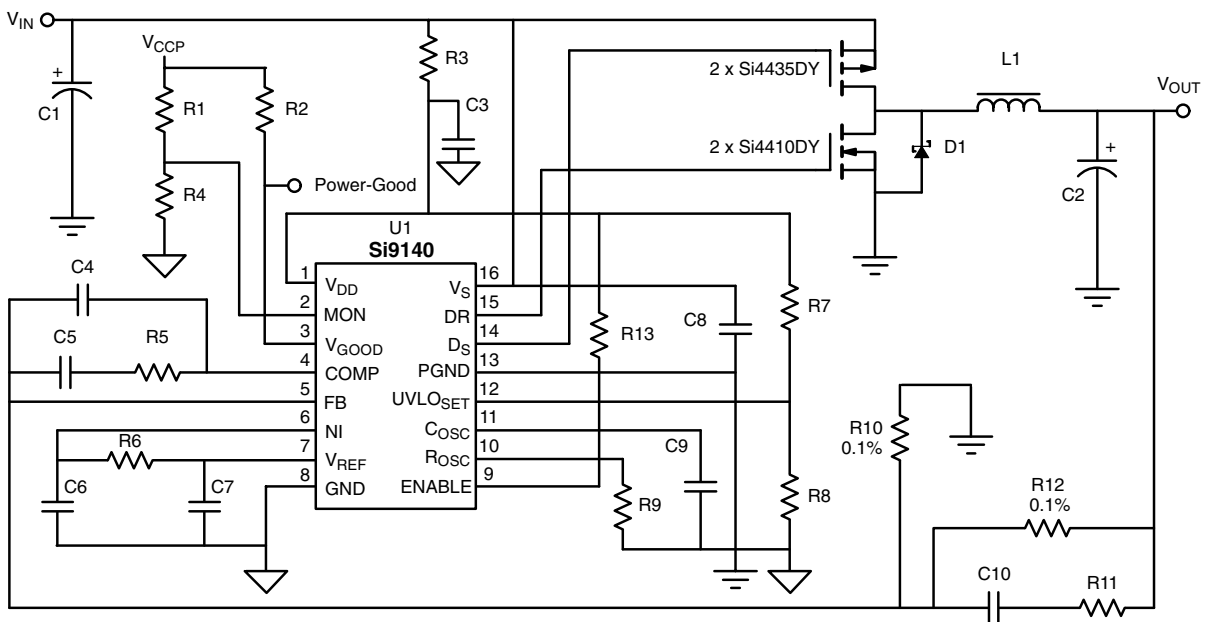 VIN
VCCP
R3
2 x Si4435DY
L1
VOUT
+
C1
R1
R2
C3
2 x Si4410DY
D1
+
C2
R4
Power-Good
U1
Si9140
C4
C5
R5
1
2
3
4
5
6
7
8
VDD
MON
VGOOD
COMP
FB
NI
VREF
GND
VS
DR
DS
PGND
UVLOSET
COSC
ROSC
ENABLE
16
15
14
13
12
11
10
9
R13
C8
R7
R6
C6
C7
C9
R9
R8
R10
0.1%
R12
0.1%
C10
R11